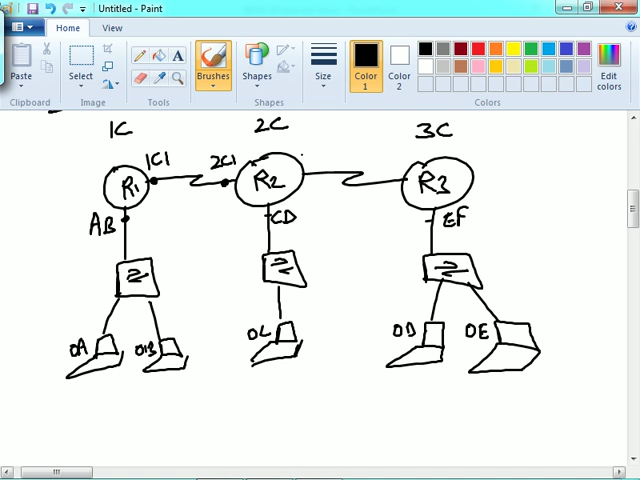 Untitled - Paint
Home View
Paste Select Brushes Shapes Size Color 1 Color 2 Edit colors
Clipboard Image Tools Shapes Colors
1C 2C 3C
1C1 2C1
R1 R2 R3
AB CD EF
0A 0B 0C 0D 0E